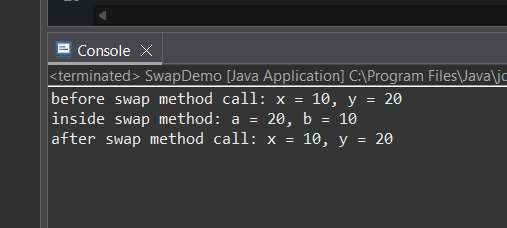 Console
<terminated> SwapDemo [Java Application] C:\Program Files\Java\jd
before swap method call: x = 10, y = 20
inside swap method: a = 20, b = 10
after swap method call: x = 10, y = 20